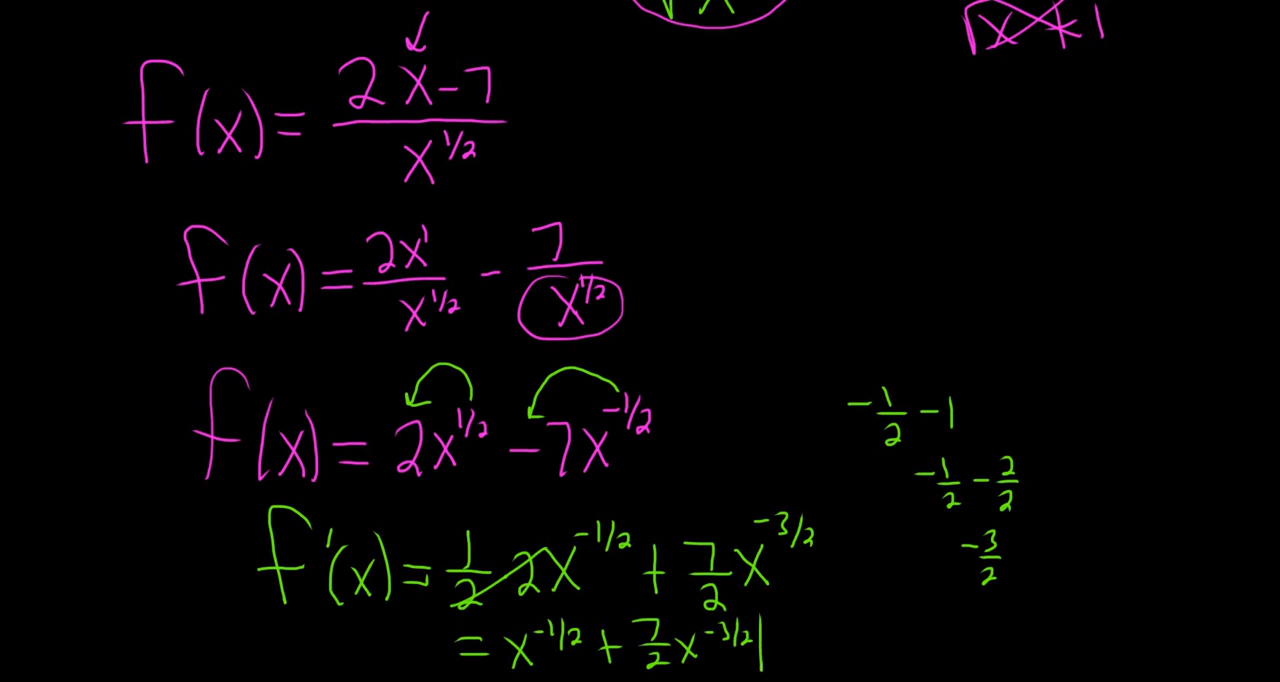 √x+1
f(x) = (2x-7)/(x^1/2)
f(x) = 2x^1/x^1/2 - 7/x^1/2
f(x) = 2x^1/2 - 7x^-1/2
-1/2 - 1
-1/2 - 2/2
-3/2
f'(x) = 1/2 2x^-1/2 + 7/2 x^-3/2
= x^-1/2 + 7/2 x^-3/2